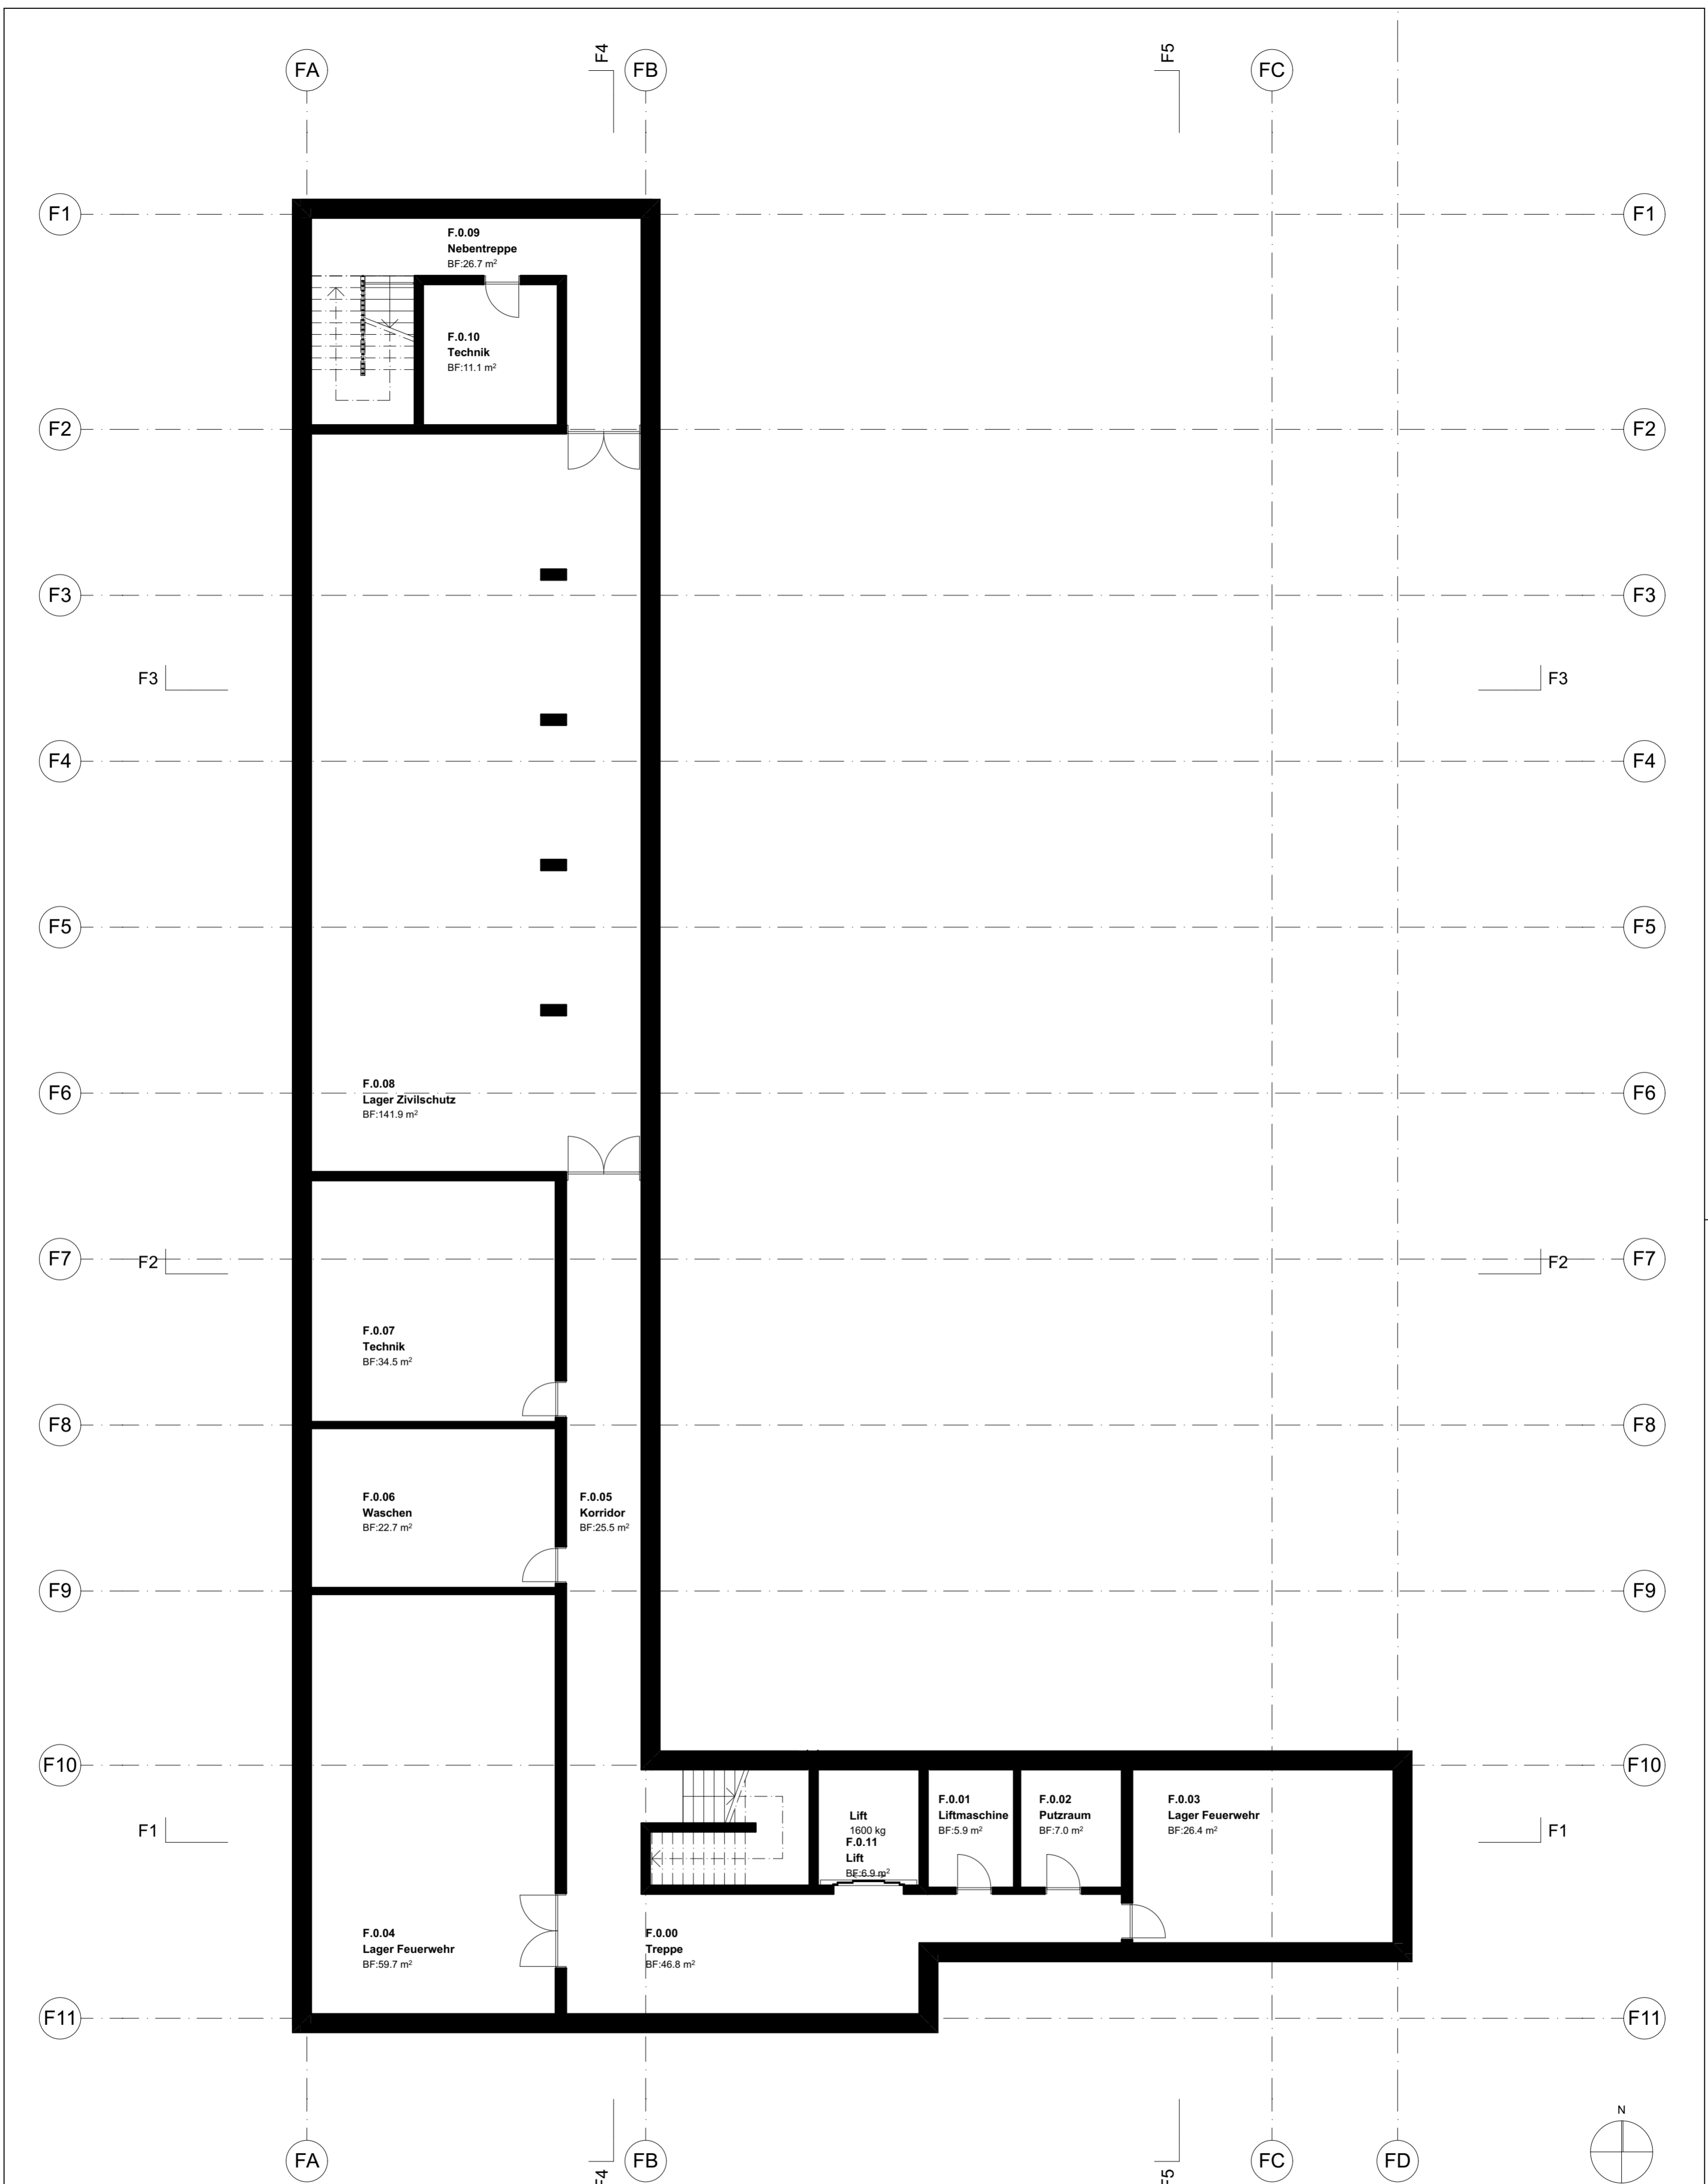 F4
F5
FA
FB
FC
F1
F1
F.0.09
Nebentreppe
BF:26.7 m²
F.0.10
Technik
BF:11.1 m²
F2
F2
F3
F3
F3
F3
F4
F4
F5
F5
F.0.08
Lager Zivilschutz
BF:141.9 m²
F6
F6
F7
F2
F2
F7
F.0.07
Technik
BF:34.5 m²
F8
F8
F.0.06
Waschen
BF:22.7 m²
F.0.05
Korridor
BF:25.5 m²
F9
F9
F10
F10
F1
F1
Lift
1600 kg
F.0.11
Lift
BF:6.9 m²
F.0.01
Liftmaschine
BF:5.9 m²
F.0.02
Putzraum
BF:7.0 m²
F.0.03
Lager Feuerwehr
BF:26.4 m²
F.0.04
Lager Feuerwehr
BF:59.7 m²
F.0.00
Treppe
BF:46.8 m²
F11
F11
N
FA
F4
FB
F5
FC
FD